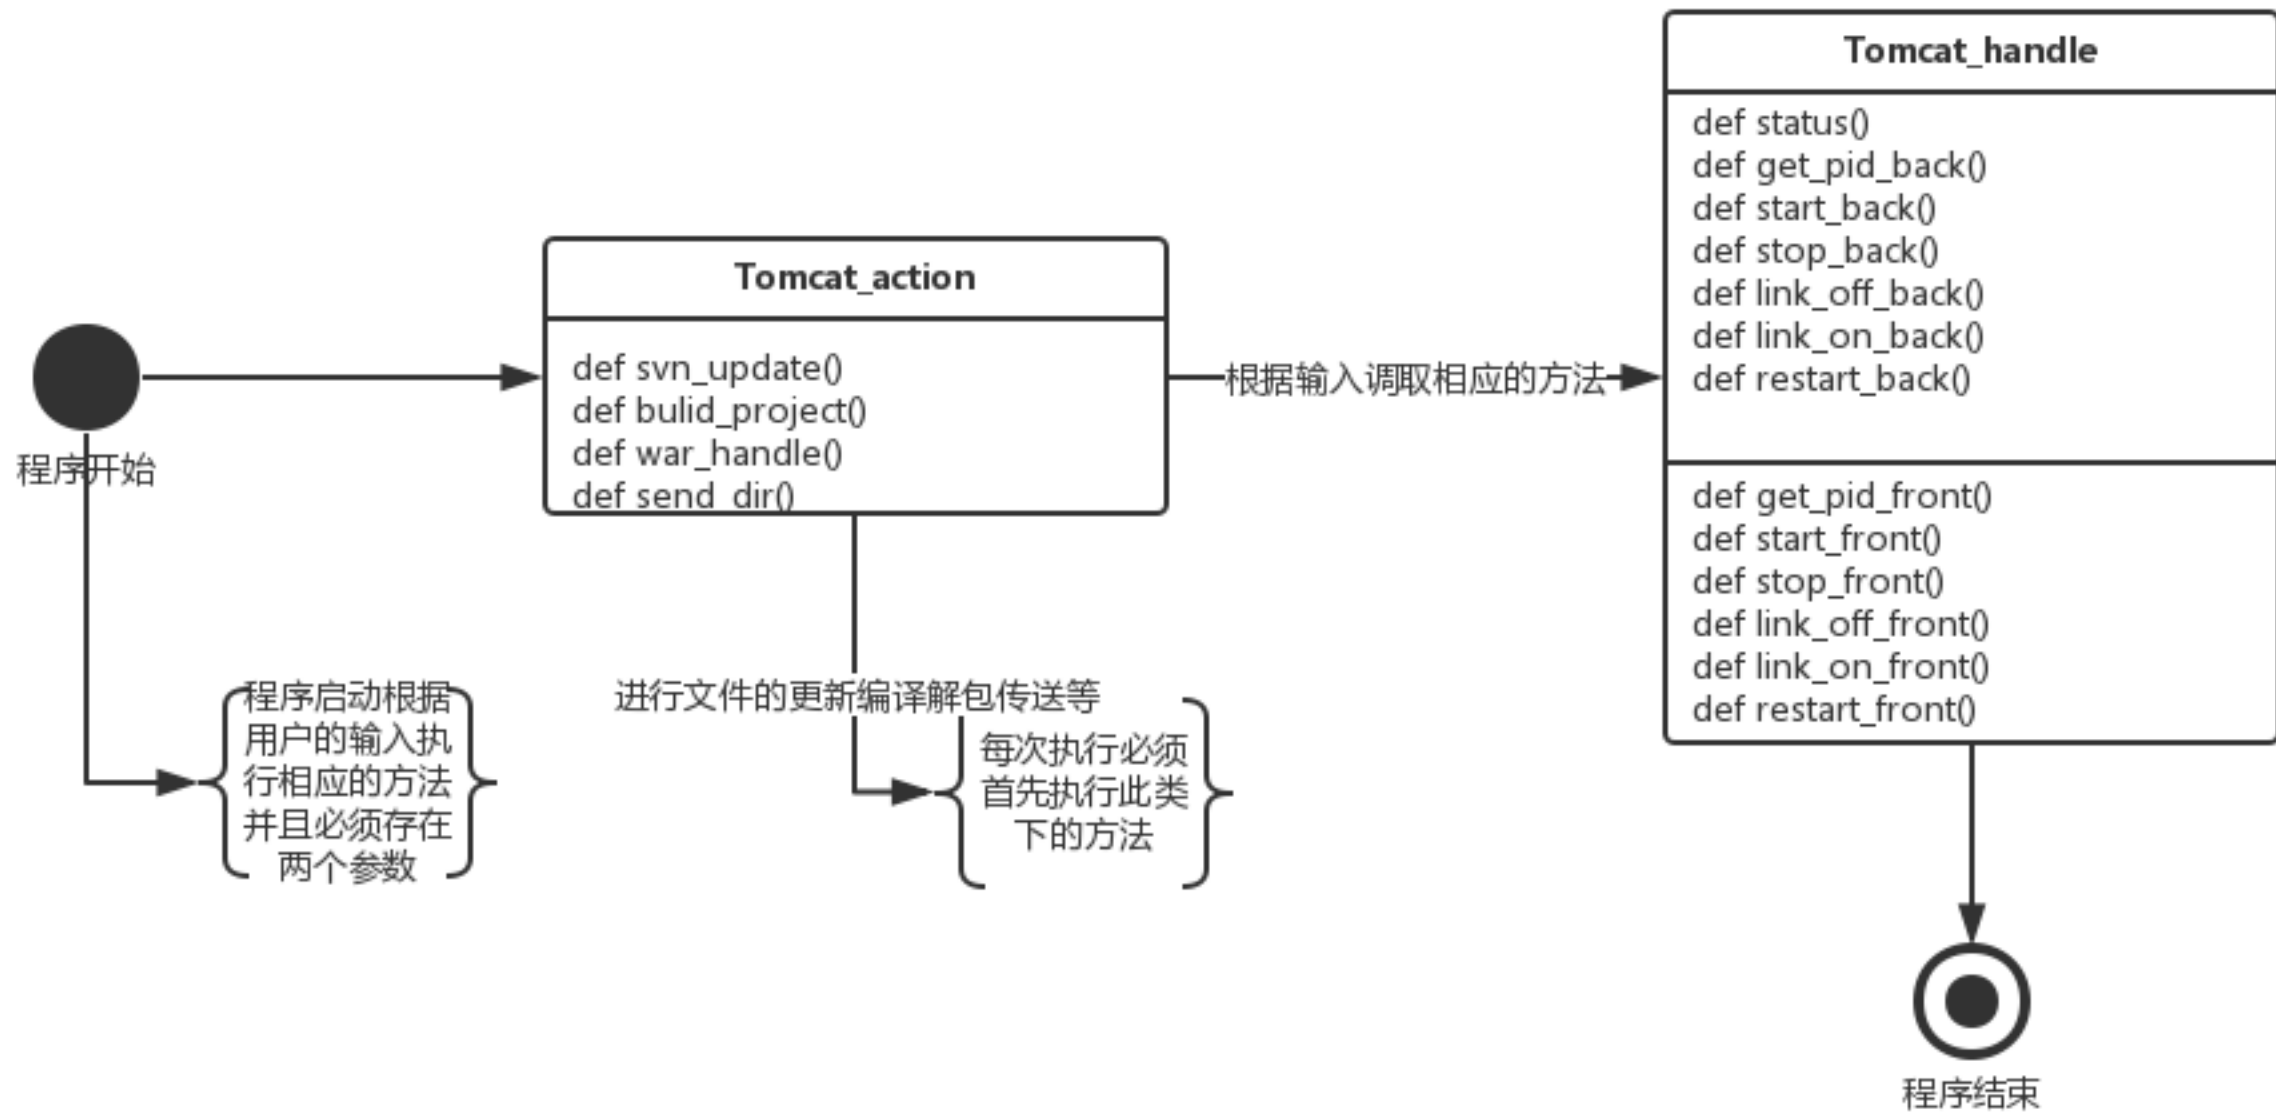 程序开始
程序启动根据
用户的输入执
行相应的方法
并且必须存在
两个参数
Tomcat_action
def svn_update()
def bulid_project()
def war_handle()
def send_dir()
进行文件的更新编译解包传送等
每次执行必须
首先执行此类
下的方法
根据输入调取相应的方法
Tomcat_handle
def status()
def get_pid_back()
def start_back()
def stop_back()
def link_off_back()
def link_on_back()
def restart_back()
def get_pid_front()
def start_front()
def stop_front()
def link_off_front()
def link_on_front()
def restart_front()
程序结束